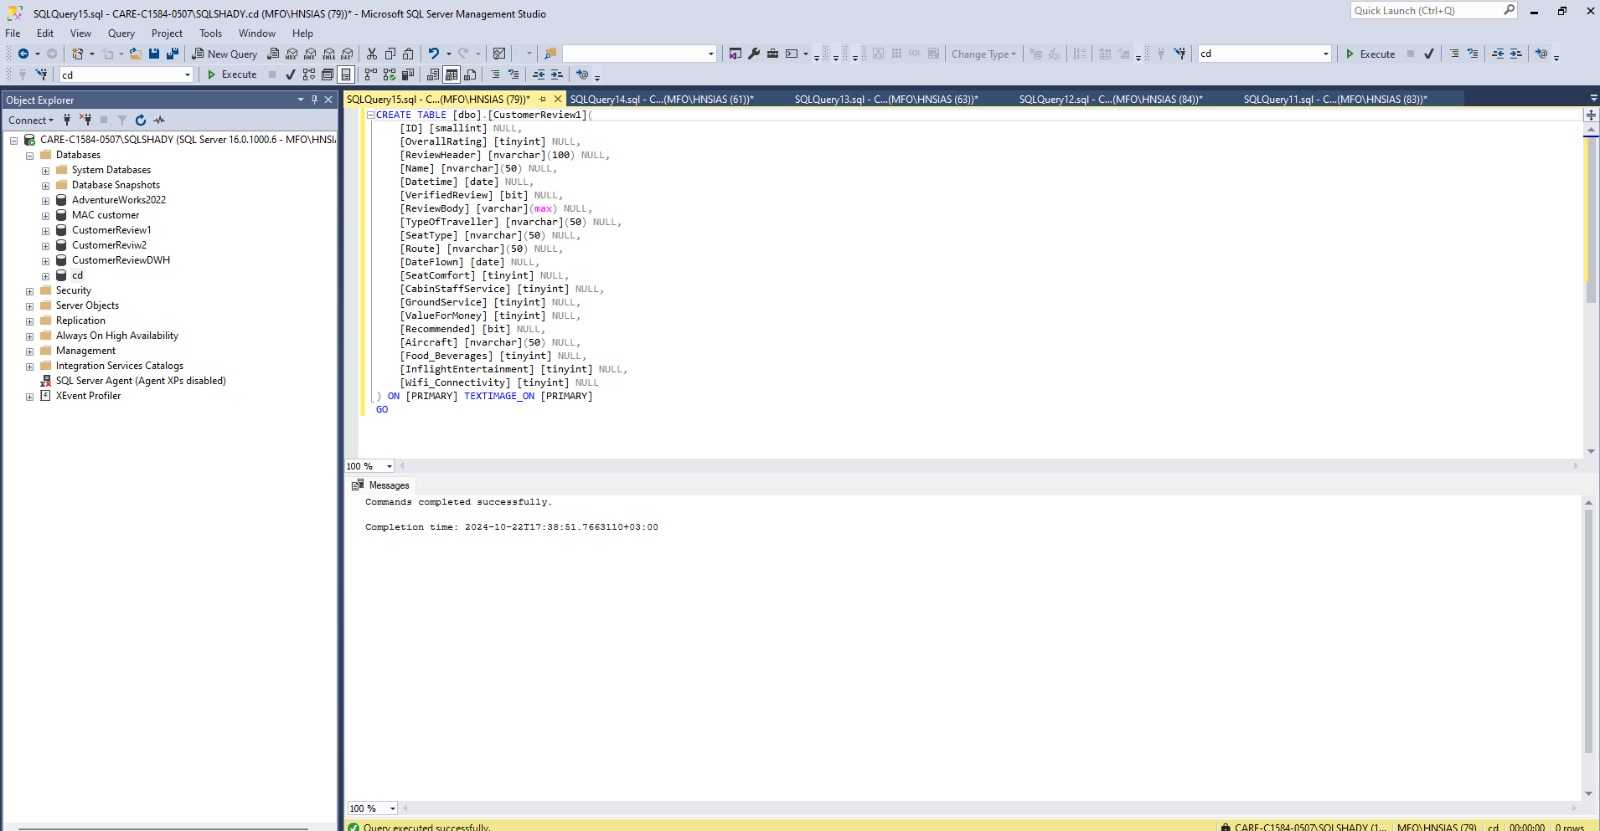 SQLQuery15.sql - CARE-C1584-0507\SQLSHADY.cd (MFO\HNSIAS (79))* - Microsoft SQL Server Management Studio
Quick Launch (Ctrl+Q)
File Edit View Query Project Tools Window Help
New Query
Change Type
cd
Execute
cd
Execute
Object Explorer
SQLQuery15.sql - C...(MFO\HNSIAS (79))*
SQLQuery14.sql - C...(MFO\HNSIAS (61))*
SQLQuery13.sql - C...(MFO\HNSIAS (63))*
SQLQuery12.sql - C...(MFO\HNSIAS (84))*
SQLQuery11.sql - C...(MFO\HNSIAS (83))*
Connect
CARE-C1584-0507\SQLSHADY (SQL Server 16.0.1000.6 - MFO\HNSIA
Databases
System Databases
Database Snapshots
AdventureWorks2022
MAC customer
CustomerReview1
CustomerReviw2
CustomerReviewDWH
cd
Security
Server Objects
Replication
Always On High Availability
Management
Integration Services Catalogs
SQL Server Agent (Agent XPs disabled)
XEvent Profiler
CREATE TABLE [dbo].[CustomerReview1](
[ID] [smallint] NULL,
[OverallRating] [tinyint] NULL,
[ReviewHeader] [nvarchar](100) NULL,
[Name] [nvarchar](50) NULL,
[Datetime] [date] NULL,
[VerifiedReview] [bit] NULL,
[ReviewBody] [varchar](max) NULL,
[TypeOfTraveller] [nvarchar](50) NULL,
[SeatType] [nvarchar](50) NULL,
[Route] [nvarchar](50) NULL,
[DateFlown] [date] NULL,
[SeatComfort] [tinyint] NULL,
[CabinStaffService] [tinyint] NULL,
[GroundService] [tinyint] NULL,
[ValueForMoney] [tinyint] NULL,
[Recommended] [bit] NULL,
[Aircraft] [nvarchar](50) NULL,
[Food_Beverages] [tinyint] NULL,
[InflightEntertainment] [tinyint] NULL,
[Wifi_Connectivity] [tinyint] NULL
) ON [PRIMARY] TEXTIMAGE_ON [PRIMARY]
GO
100 %
Messages
Commands completed successfully.
Completion time: 2024-10-22T17:38:51.7663110+03:00
100 %
Query executed successfully.
CARE-C1584-0507\SQLSHADY (1... MFO\HNSIAS (79) cd 00:00:00 0 rows